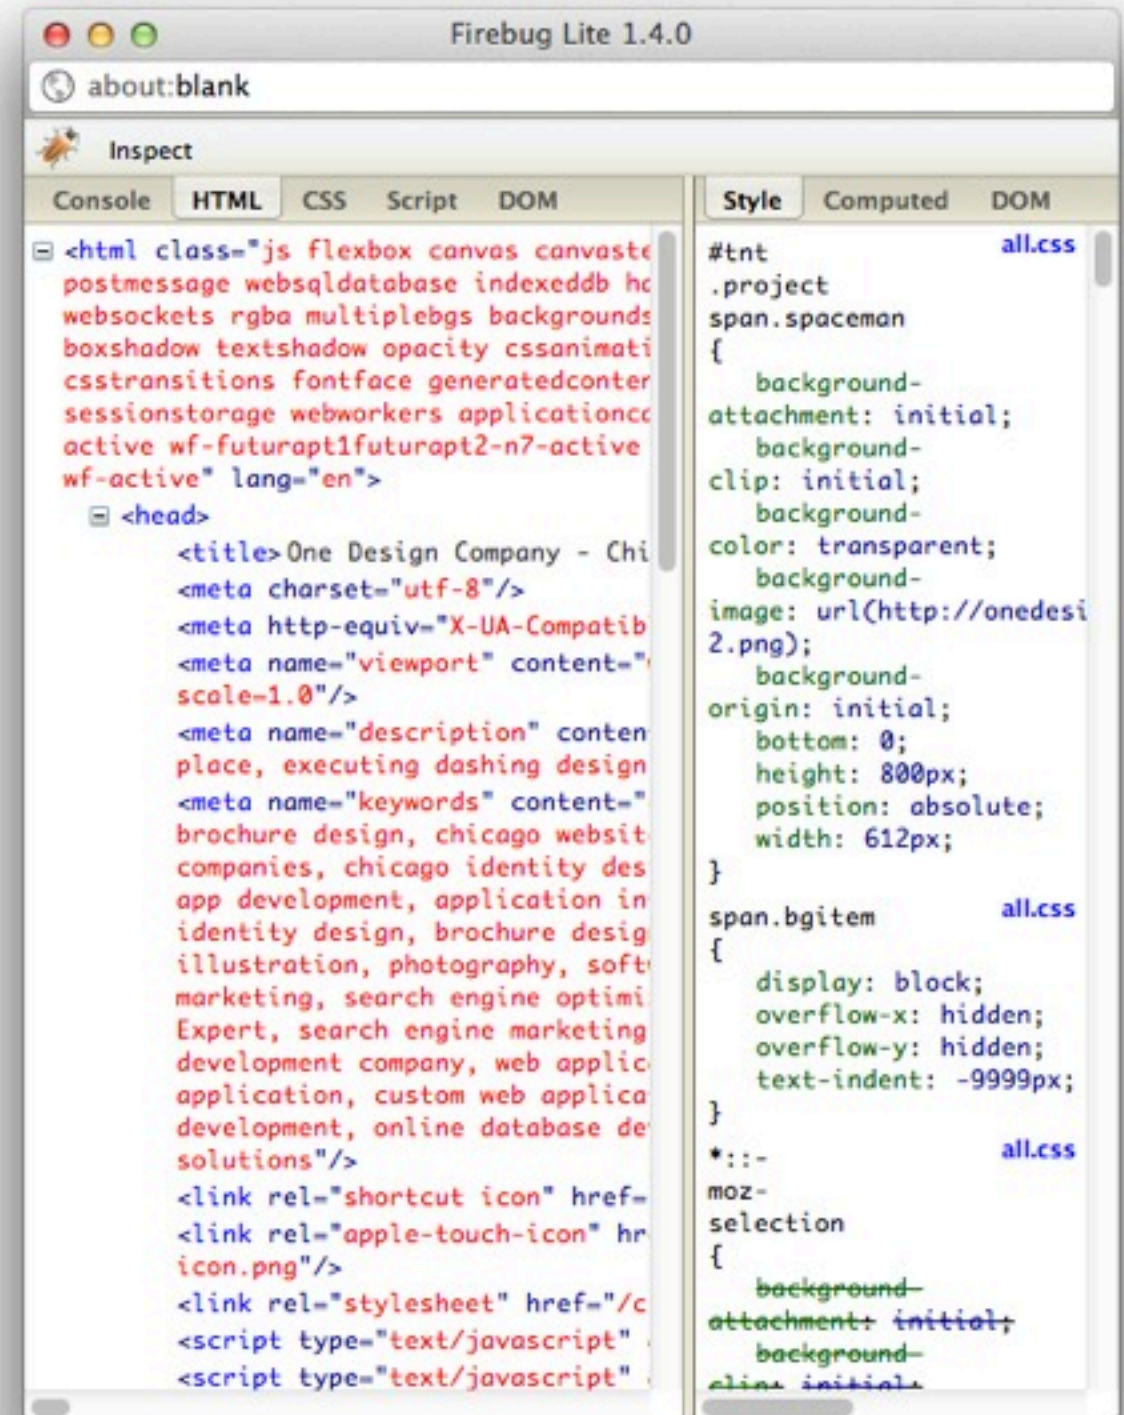 Firebug Lite 1.4.0
about:blank
Inspect
Console HTML CSS Script DOM
<html class="js flexbox canvas canvaste
postmessage websqldatabase indexeddb ha
websockets rgba multiplebgs backgrounds
boxshadow textshadow opacity cssanimati
csstransitions fontface generatedconten
sessionstorage webworkers applicationca
active wf-futurapt1futurapt2-n7-active
wf-active" lang="en">
<head>
<title>One Design Company - Chi
<meta charset="utf-8"/>
<meta http-equiv="X-UA-Compatib
<meta name="viewport" content="
scale=1.0"/>
<meta name="description" conten
place, executing dashing design
<meta name="keywords" content="
brochure design, chicago websit
companies, chicago identity des
app development, application in
identity design, brochure desig
illustration, photography, soft
marketing, search engine optimi
Expert, search engine marketing
development company, web applic
application, custom web applica
development, online database de
solutions"/>
<link rel="shortcut icon" href=
<link rel="apple-touch-icon" hr
icon.png"/>
<link rel="stylesheet" href="/c
<script type="text/javascript"
<script type="text/javascript"
Style Computed DOM
#tnt all.css
.project
span.spaceman
{
background-
attachment: initial;
background-
clip: initial;
background-
color: transparent;
background-
image: url(http://onedesi
2.png);
background-
origin: initial;
bottom: 0;
height: 800px;
position: absolute;
width: 612px;
}
span.bgitem all.css
{
display: block;
overflow-x: hidden;
overflow-y: hidden;
text-indent: -9999px;
}
*::- all.css
moz-
selection
{
background-
attachment: initial;
background-
clip: initial;